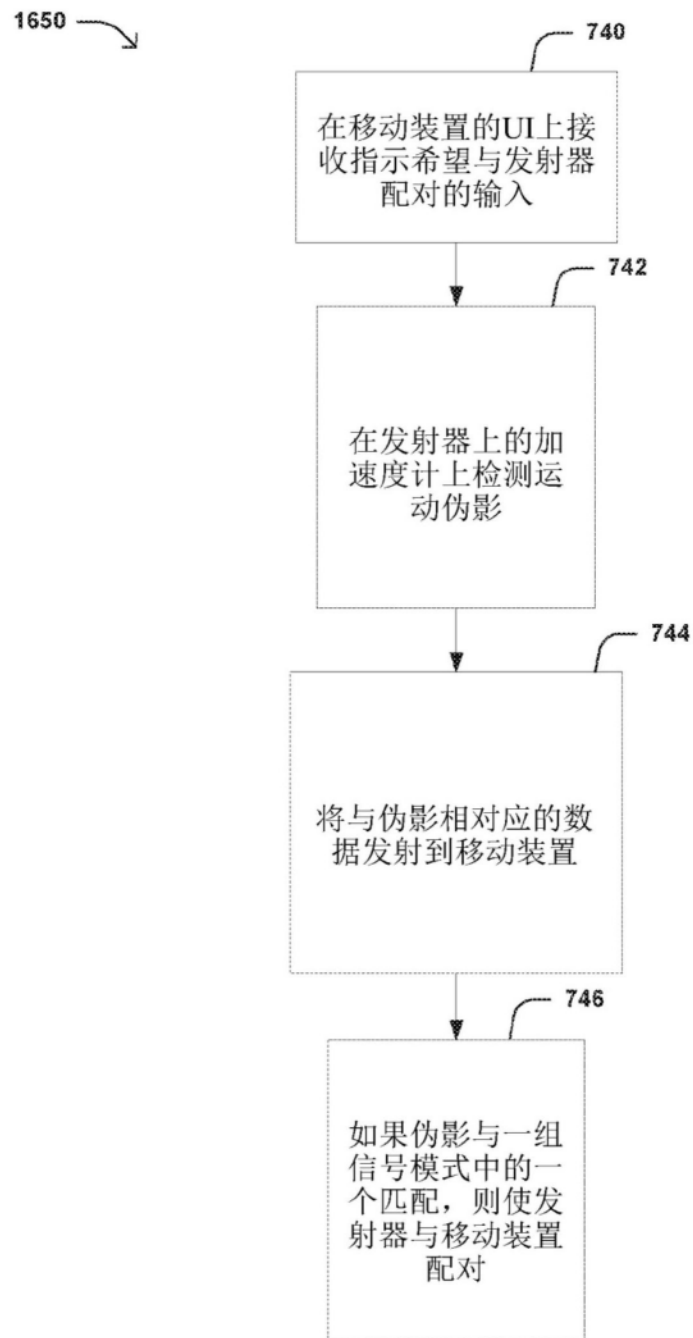 1650
740
在移动装置的UI上接
收指示希望与发射器
配对的输入
742
在发射器上的加
速度计上检测运
动伪影
744
将与伪影相对应的数
据发射到移动装置
746
如果伪影与一组
信号模式中的一
个匹配，则使发
射器与移动装置
配对